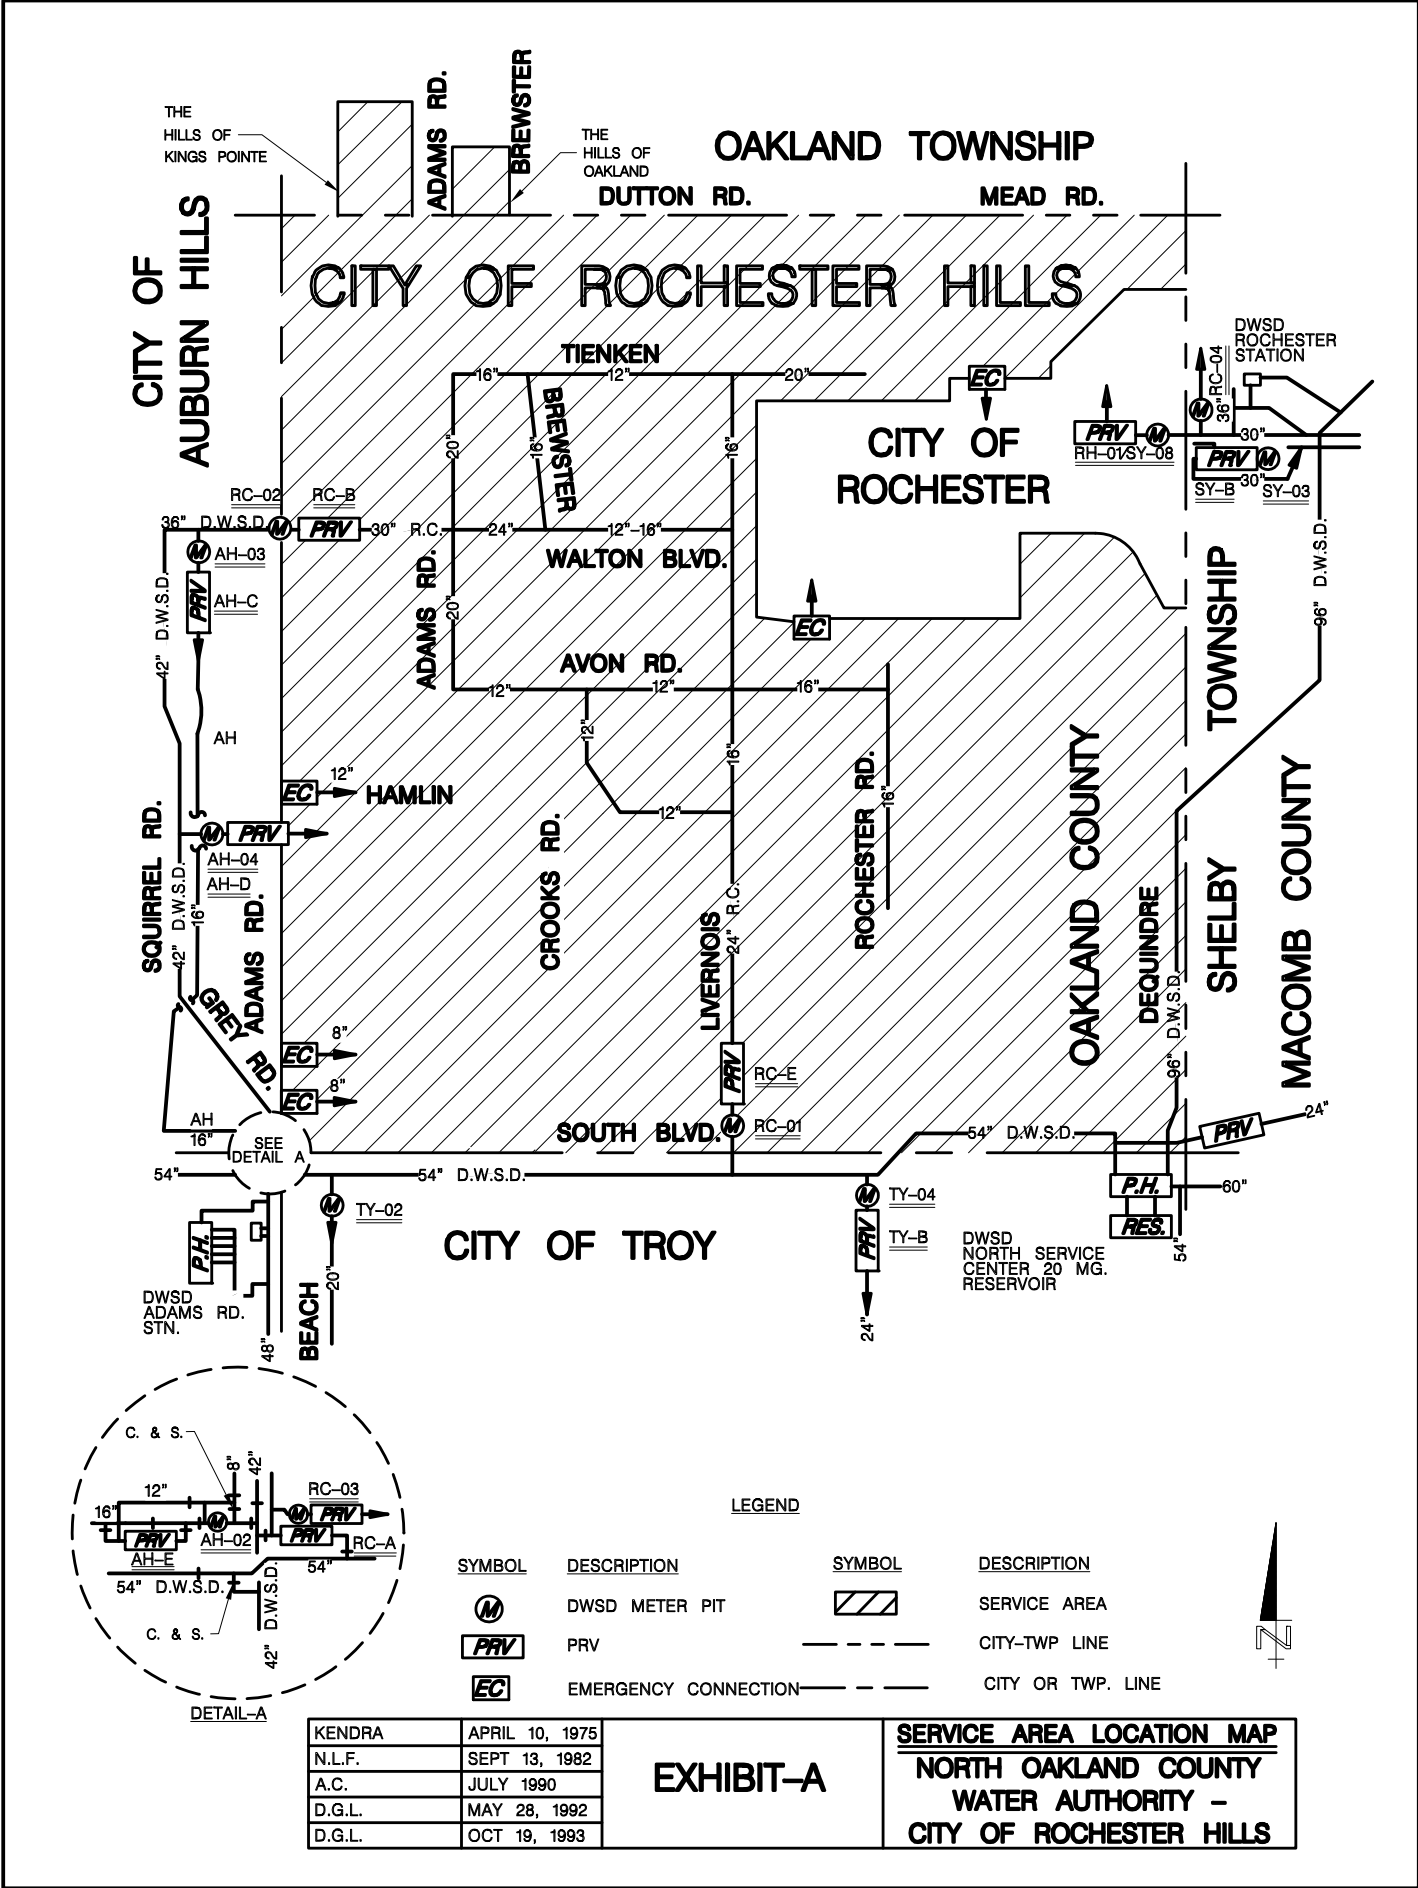 THE
HILLS OF
KINGS POINTE
ADAMS RD.
BREWSTER
THE
HILLS OF
OAKLAND
OAKLAND TOWNSHIP
DUTTON RD.
MEAD RD.
CITY OF
AUBURN HILLS
CITY OF ROCHESTER HILLS
TIENKEN
16"
12"
20"
BREWSTER
20"
16"
16"
EC
CITY OF
ROCHESTER
DWSD
ROCHESTER
STATION
RC-04
36"
M
PRV
M
30"
RH-01/SY-08
PRV
M
30"
SY-B
SY-03
RC-02
RC-B
36" D.W.S.D.
M
PRV
30" R.C.
24"
12"-16"
WALTON BLVD.
M
AH-03
PRV
AH-C
42" D.W.S.D.
ADAMS RD.
20"
EC
96" D.W.S.D.
TOWNSHIP
AVON RD.
12"
12"
16"
AH
12"
16"
EC
12"
HAMLIN
12"
ROCHESTER RD.
16"
SQUIRREL RD.
M
PRV
AH-04
AH-D
42" D.W.S.D.
16"
ADAMS RD.
CROOKS RD.
LIVERNOIS
24" R.C.
OAKLAND COUNTY
DEQUINDRE
SHELBY
MACOMB COUNTY
GREY RD.
96" D.W.S.D.
EC
8"
EC
8"
PRV
RC-E
AH
16"
SEE
DETAIL A
SOUTH BLVD.
M
RC-01
54" D.W.S.D.
PRV
24"
54"
54" D.W.S.D.
P.H.
60"
RES.
54"
M
TY-02
M
TY-04
PRV
TY-B
24"
P.H.
DWSD
ADAMS RD.
STN.
48"
BEACH
20"
CITY OF TROY
DWSD
NORTH SERVICE
CENTER 20 MG.
RESERVOIR
C. & S.
8"
42"
12"
16"
RC-03
M
PRV
PRV
M
PRV
AH-02
AH-E
RC-A
54"
54" D.W.S.D.
C. & S.
42" D.W.S.D.
DETAIL-A
LEGEND
SYMBOL DESCRIPTION SYMBOL DESCRIPTION
M DWSD METER PIT SERVICE AREA
PRV PRV CITY-TWP LINE
EC EMERGENCY CONNECTION CITY OR TWP. LINE
N
KENDRA APRIL 10, 1975
N.L.F. SEPT 13, 1982
A.C. JULY 1990
D.G.L. MAY 28, 1992
D.G.L. OCT 19, 1993
EXHIBIT-A
SERVICE AREA LOCATION MAP
NORTH OAKLAND COUNTY
WATER AUTHORITY -
CITY OF ROCHESTER HILLS